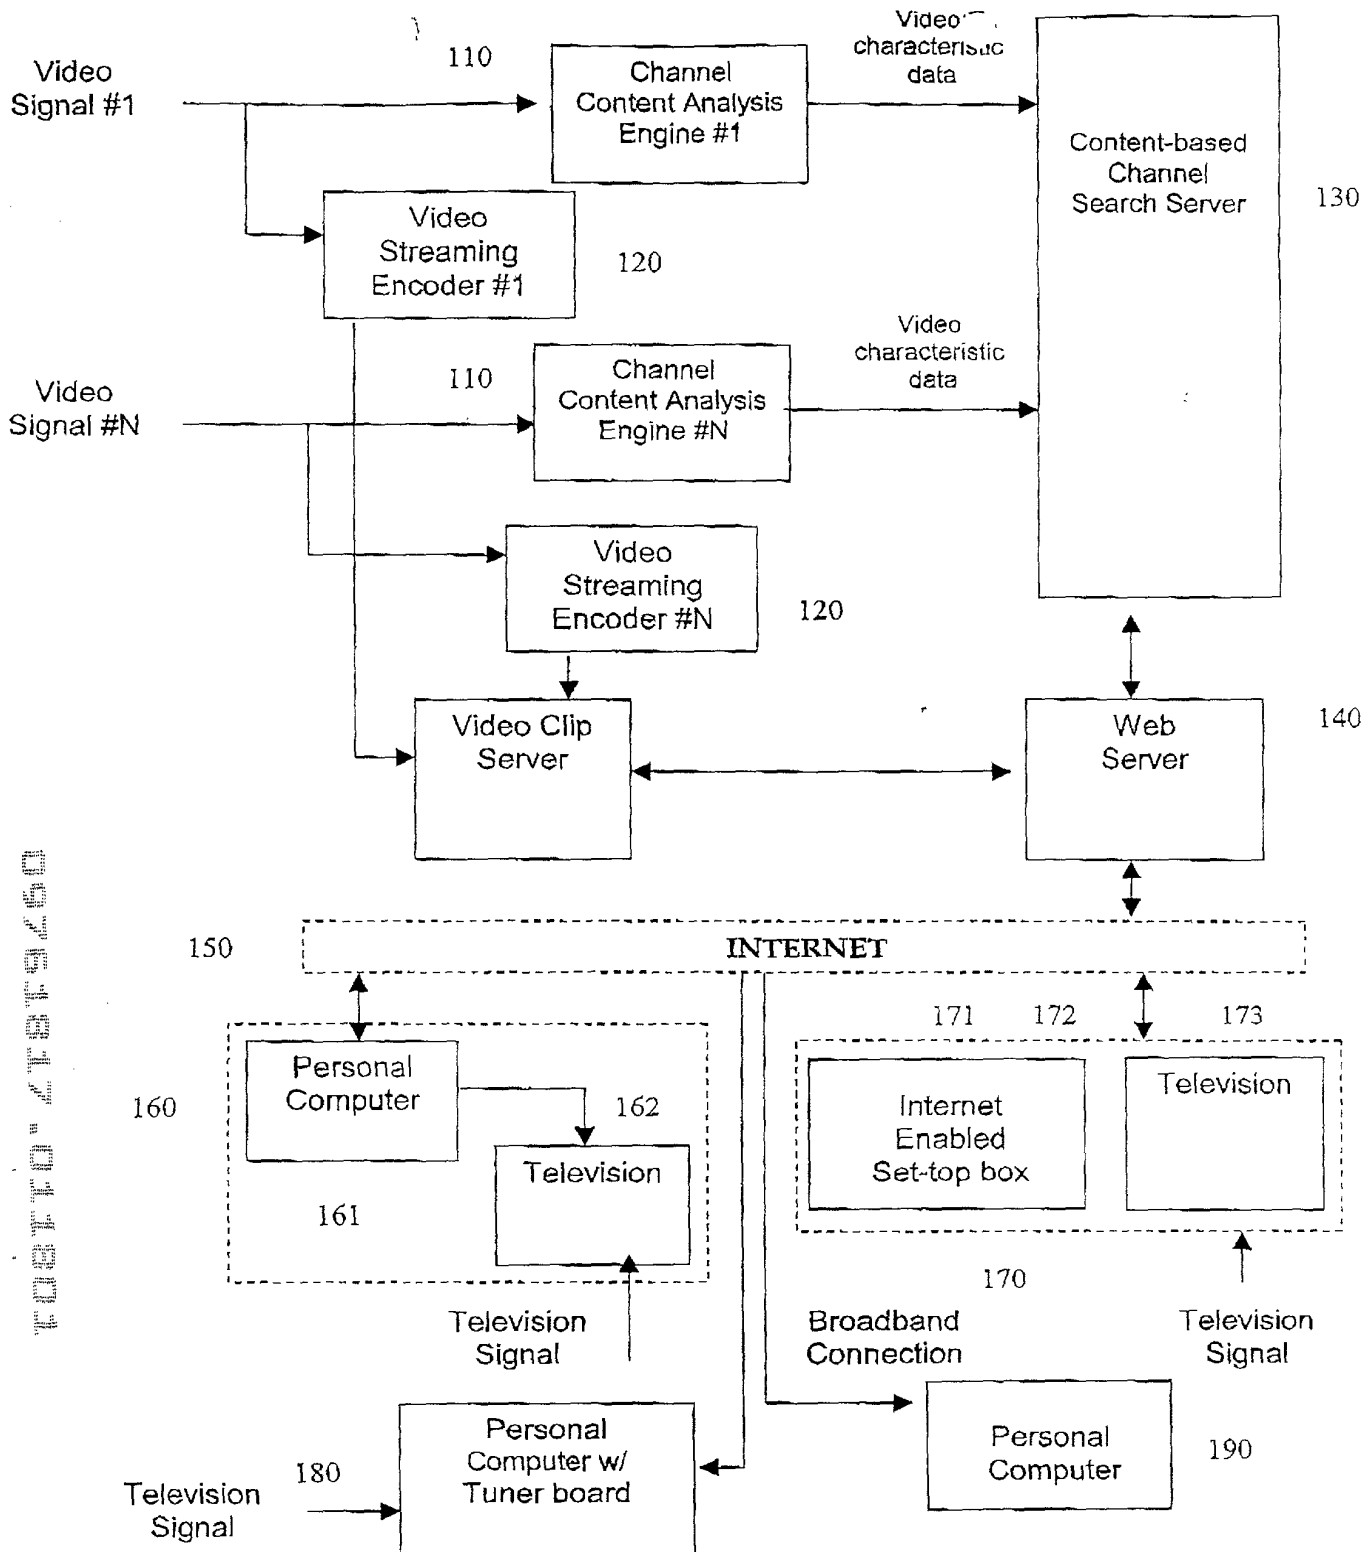 Video
Signal #1
110
Channel
Content Analysis
Engine #1
Video
characteristic
data
Content-based
Channel
Search Server
130
Video
Streaming
Encoder #1
120
Video
Signal #N
110
Channel
Content Analysis
Engine #N
Video
characteristic
data
Video
Streaming
Encoder #N
120
Video Clip
Server
Web
Server
140
150
INTERNET
160
Personal
Computer
161
162
Television
Television
Signal
171
172
173
Internet
Enabled
Set-top box
Television
170
Television
Signal
Broadband
Connection
Personal
Computer
190
180
Television
Signal
Personal
Computer w/
Tuner board